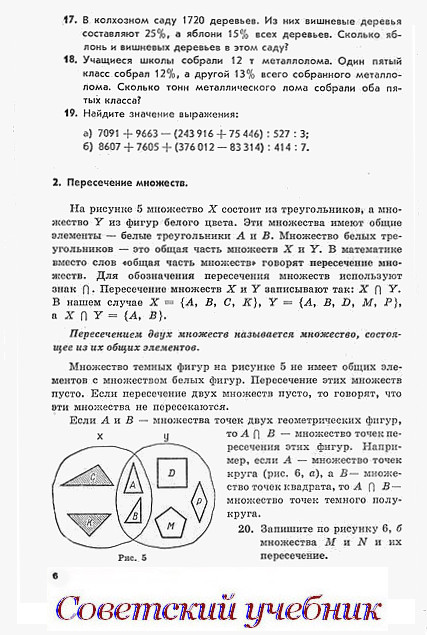 17. В колхозном саду 1720 деревьев. Из них вишневые деревья
составляют 25%, а яблони 15% всех деревьев. Сколько яб-
лонь и вишневых деревьев в этом саду?
18. Учащиеся школы собрали 12 т металлолома. Один пятый
класс собрал 12%, а другой 13% всего собранного металло-
лома. Сколько тонн металлического лома собрали оба пя-
тых класса?
19. Найдите значение выражения:
а) 7091 + 9663 — (243 916 + 75 446) : 527 : 3;
б) 8607 + 7605 + (376 012 — 83 314) : 414 : 7.
2. Пересечение множеств.
На рисунке 5 множество X состоит из треугольников, а мно-
жество Y из фигур белого цвета. Эти множества имеют общие
элементы — белые треугольники A и B. Множество белых тре-
угольников — это общая часть множеств X и Y. В математике
вместо слов «общая часть множеств» говорят пересечение мно-
жеств. Для обозначения пересечения множеств используют
знак ⋂. Пересечение множеств X и Y записывают так: X ⋂ Y.
В нашем случае X = {A, B, C, K}, Y = {A, B, D, M, P},
а X ⋂ Y = {A, B}.
Пересечением двух множеств называется множество, состоя-
щее из их общих элементов.
Множество темных фигур на рисунке 5 не имеет общих эле-
ментов с множеством белых фигур. Пересечение этих множеств
пусто. Если пересечение двух множеств пусто, то говорят, что
эти множества не пересекаются.
Если A и B — множества точек двух геометрических фигур,
то A ⋂ B — множество точек пе-
ресечения этих фигур. Напри-
мер, если A — множество точек
круга (рис. 6, а), а B— множе-
ство точек квадрата, то A ⋂ B—
множество точек темного полу-
круга.
x y
C A D
K B M P
Рис. 5
20. Запишите по рисунку 6, б
множества M и N и их
пересечение.
6
Советский учебник